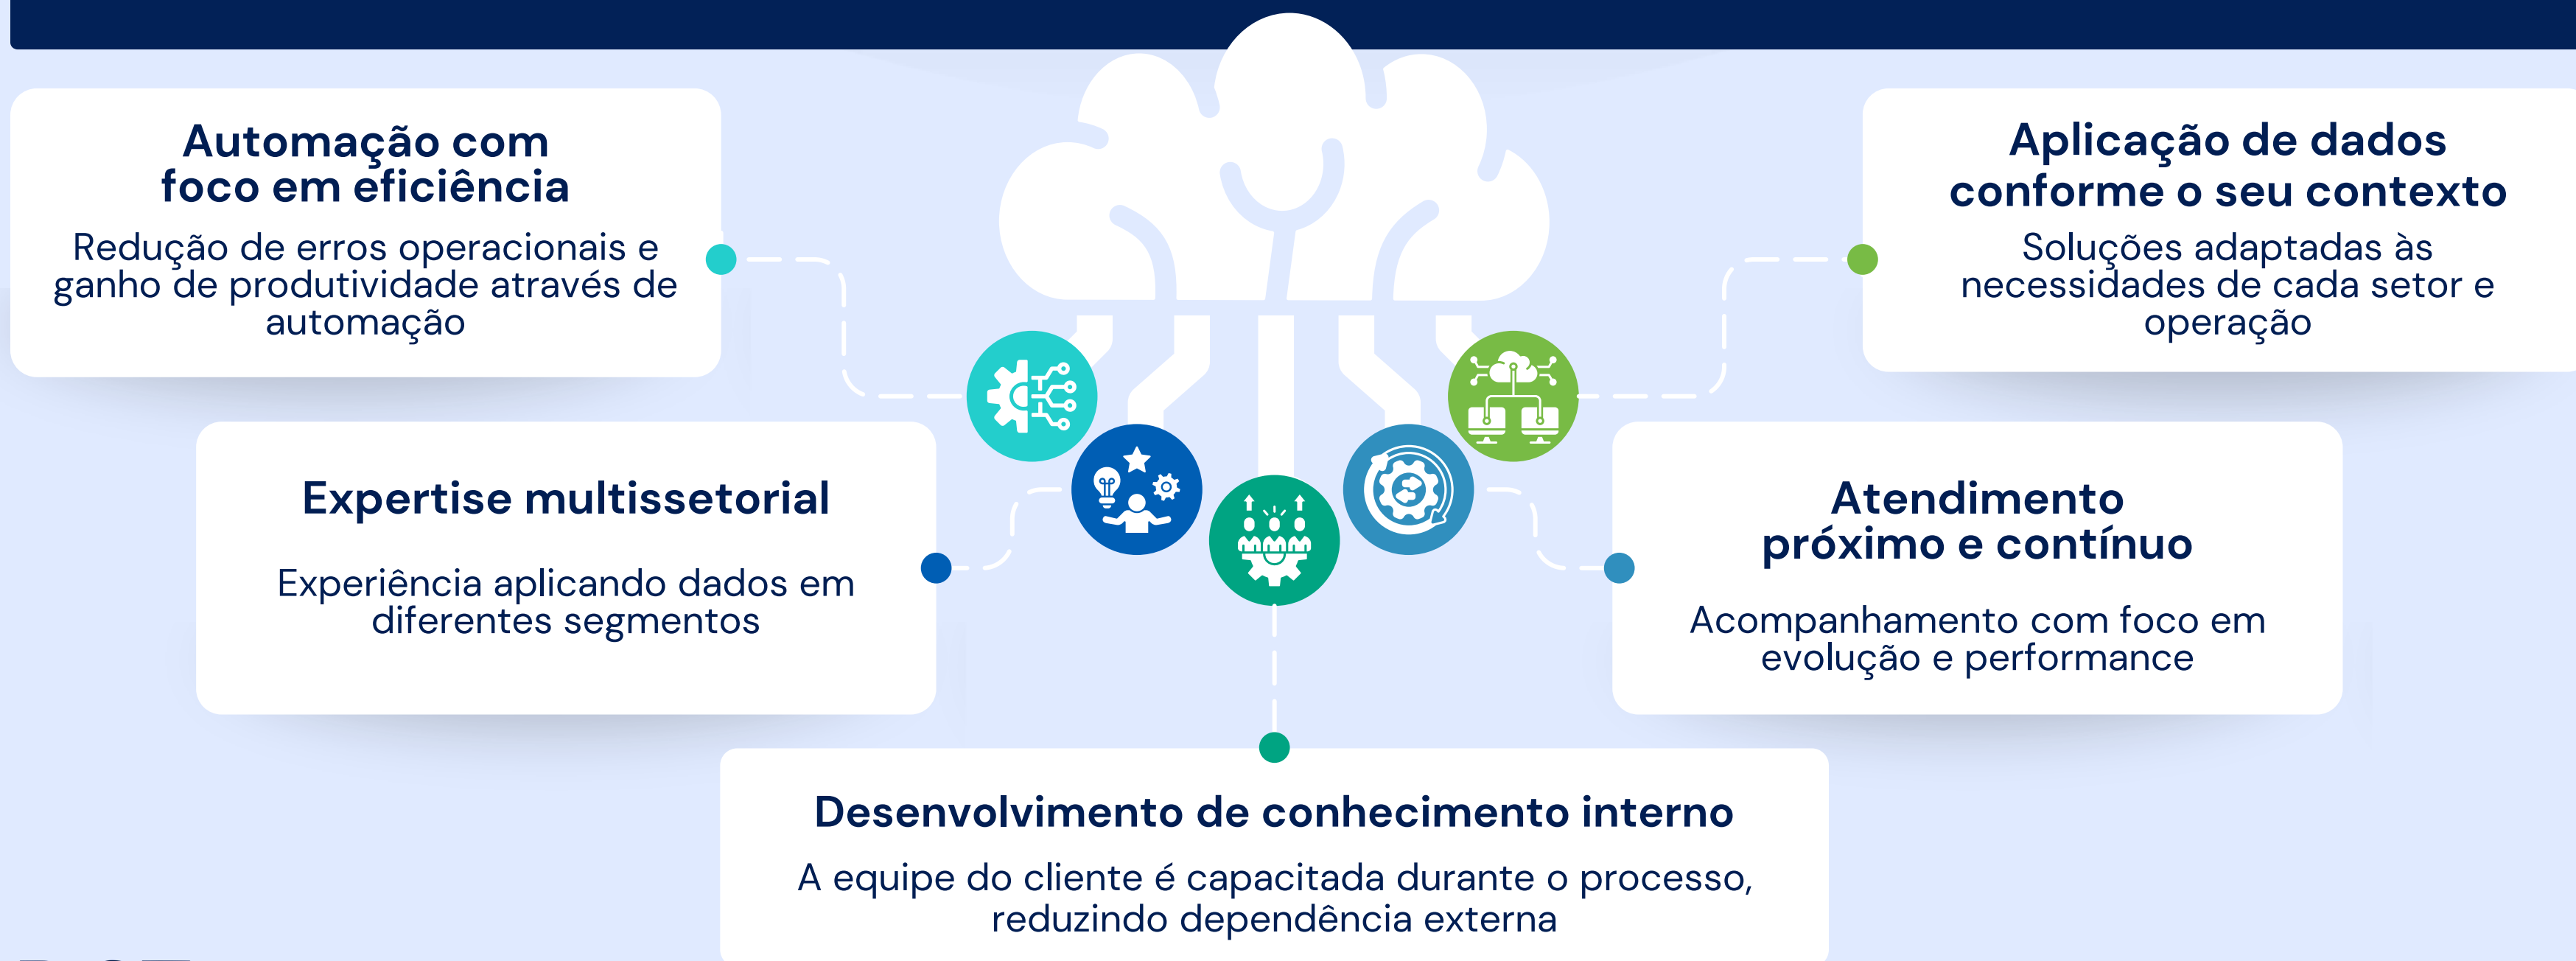 Automação com
foco em eficiência
Redução de erros operacionais e
ganho de produtividade através de
automação
Aplicação de dados
conforme o seu contexto
Soluções adaptadas às
necessidades de cada setor e
operação
Expertise multissetorial
Experiência aplicando dados em
diferentes segmentos
Atendimento
próximo e contínuo
Acompanhamento com foco em
evolução e performance
Desenvolvimento de conhecimento interno
A equipe do cliente é capacitada durante o processo,
reduzindo dependência externa